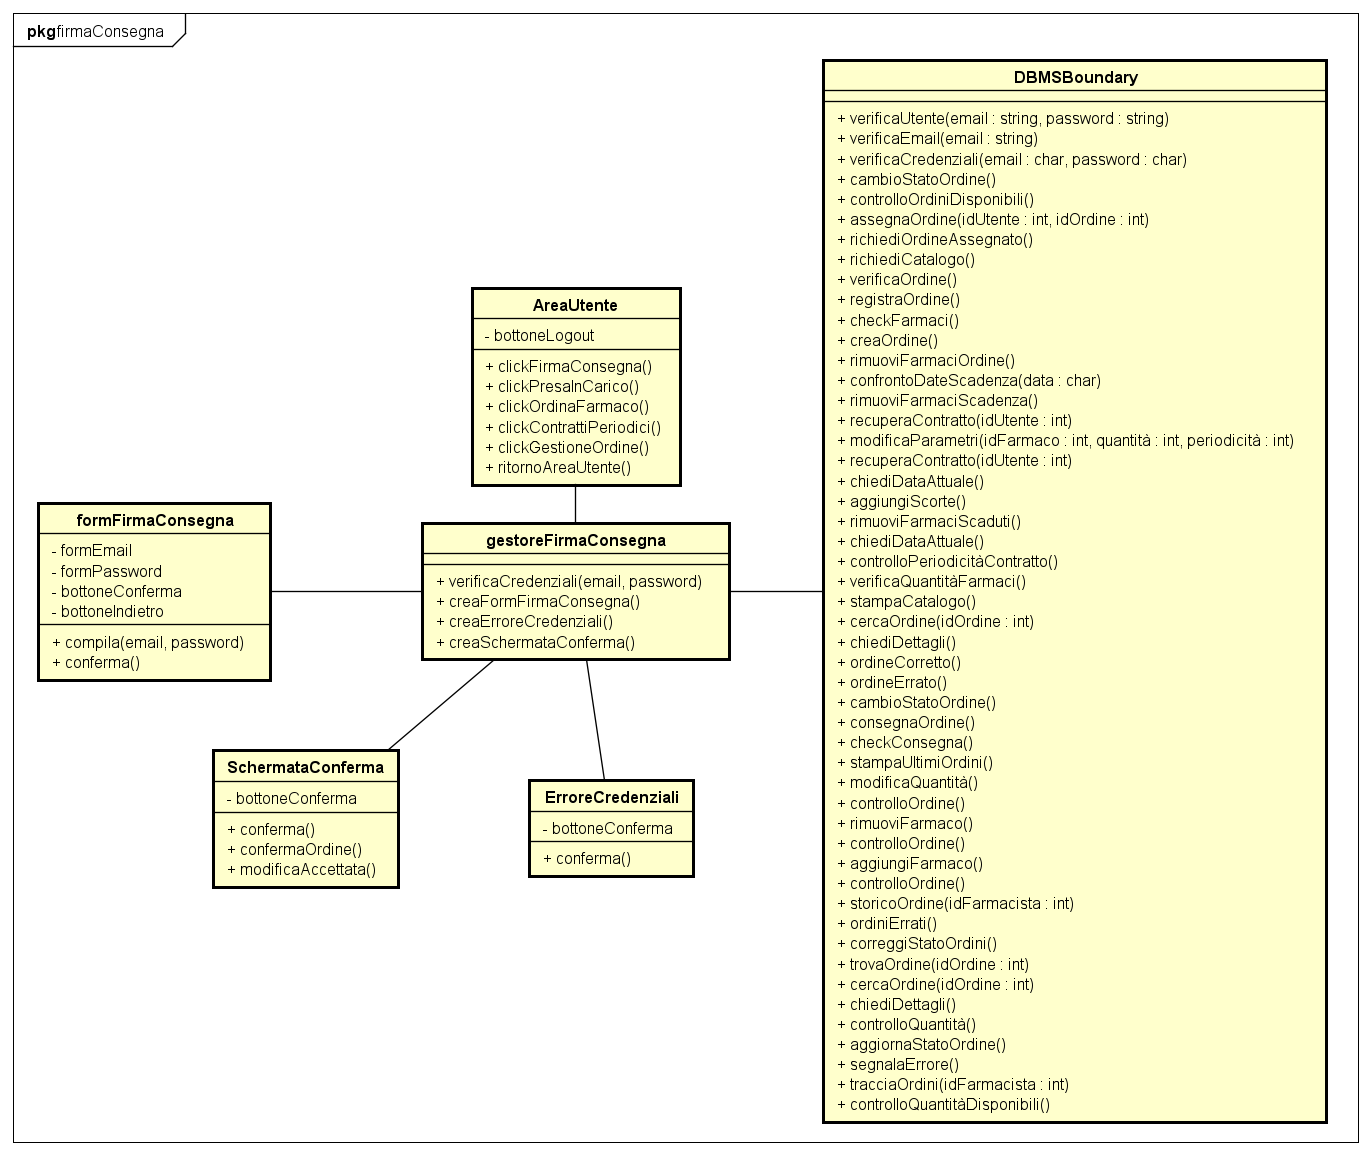 pkg firmaConsegna
AreaUtente
- bottoneLogout
+ clickFirmaConsegna()
+ clickPresaInCarico()
+ clickOrdinaFarmaco()
+ clickContrattiPeriodici()
+ clickGestioneOrdine()
+ ritornoAreaUtente()
formFirmaConsegna
- formEmail
- formPassword
- bottoneConferma
- bottoneIndietro
+ compila(email, password)
+ conferma()
gestoreFirmaConsegna
+ verificaCredenziali(email, password)
+ creaFormFirmaConsegna()
+ creaErroreCredenziali()
+ creaSchermataConferma()
SchermataConferma
- bottoneConferma
+ conferma()
+ confermaOrdine()
+ modificaAccettata()
ErroreCredenziali
- bottoneConferma
+ conferma()
DBMSBoundary
+ verificaUtente(email : string, password : string)
+ verificaEmail(email : string)
+ verificaCredenziali(email : char, password : char)
+ cambioStatoOrdine()
+ controlloOrdiniDisponibili()
+ assegnaOrdine(idUtente : int, idOrdine : int)
+ richiediOrdineAssegnato()
+ richiediCatalogo()
+ verificaOrdine()
+ registraOrdine()
+ checkFarmaci()
+ creaOrdine()
+ rimuoviFarmaciOrdine()
+ confrontoDateScadenza(data : char)
+ rimuoviFarmaciScadenza()
+ recuperaContratto(idUtente : int)
+ modificaParametri(idFarmaco : int, quantità : int, periodicità : int)
+ recuperaContratto(idUtente : int)
+ chiediDataAttuale()
+ aggiungiScorte()
+ rimuoviFarmaciScaduti()
+ chiediDataAttuale()
+ controlloPeriodicitàContratto()
+ verificaQuantitàFarmaci()
+ stampaCatalogo()
+ cercaOrdine(idOrdine : int)
+ chiediDettagli()
+ ordineCorretto()
+ ordineErrato()
+ cambioStatoOrdine()
+ consegnaOrdine()
+ checkConsegna()
+ stampaUltimiOrdini()
+ modificaQuantità()
+ controlloOrdine()
+ rimuoviFarmaco()
+ controlloOrdine()
+ aggiungiFarmaco()
+ controlloOrdine()
+ storicoOrdine(idFarmacista : int)
+ ordiniErrati()
+ correggiStatoOrdini()
+ trovaOrdine(idOrdine : int)
+ cercaOrdine(idOrdine : int)
+ chiediDettagli()
+ controlloQuantità()
+ aggiornaStatoOrdine()
+ segnalaErrore()
+ tracciaOrdini(idFarmacista : int)
+ controlloQuantitàDisponibili()